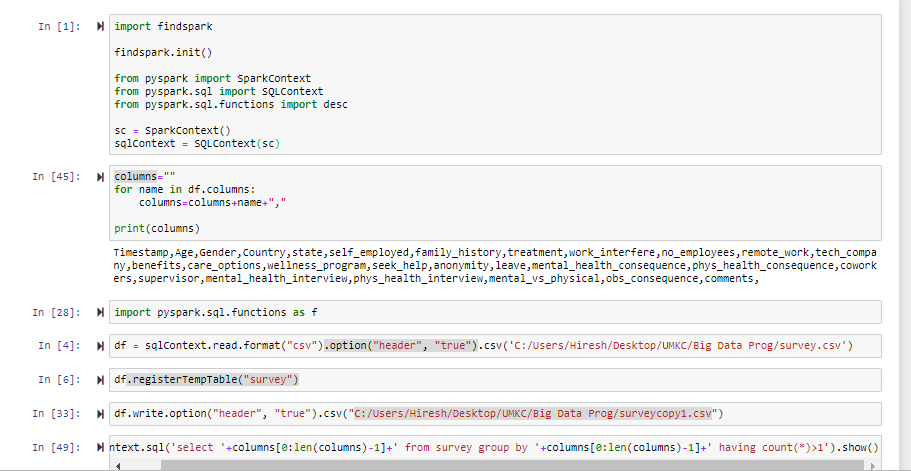 In [1]:
import findspark
findspark.init()
from pyspark import SparkContext
from pyspark.sql import SQLContext
from pyspark.sql.functions import desc
sc = SparkContext()
sqlContext = SQLContext(sc)
In [45]:
columns=""
for name in df.columns:
    columns=columns+name+","
print(columns)
Timestamp,Age,Gender,Country,state,self_employed,family_history,treatment,work_interfere,no_employees,remote_work,tech_compa
ny,benefits,care_options,wellness_program,seek_help,anonymity,leave,mental_health_consequence,phys_health_consequence,cowork
ers,supervisor,mental_health_interview,phys_health_interview,mental_vs_physical,obs_consequence,comments,
In [28]:
import pyspark.sql.functions as f
In [4]:
df = sqlContext.read.format("csv").option("header", "true").csv('C:/Users/Hiresh/Desktop/UMKC/Big Data Prog/survey.csv')
In [6]:
df.registerTempTable("survey")
In [33]:
df.write.option("header", "true").csv("C:/Users/Hiresh/Desktop/UMKC/Big Data Prog/surveycopy1.csv")
In [49]:
ntext.sql('select '+columns[0:len(columns)-1]+' from survey group by '+columns[0:len(columns)-1]+' having count(*)>1').show()